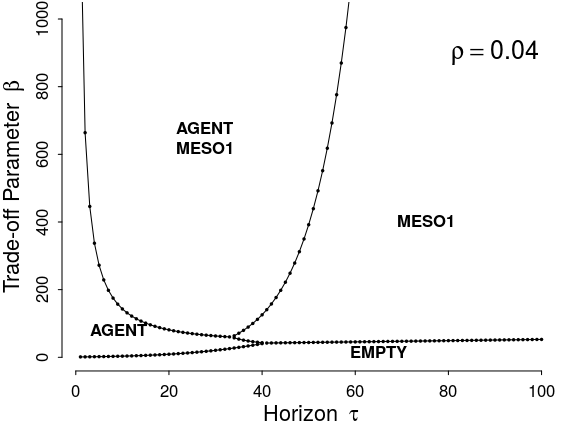 Trade-off Parameter β
1000
800
600
400
200
0
ρ = 0.04
AGENT
MESO1
MESO1
AGENT
EMPTY
0
20
40
60
80
100
Horizon τ